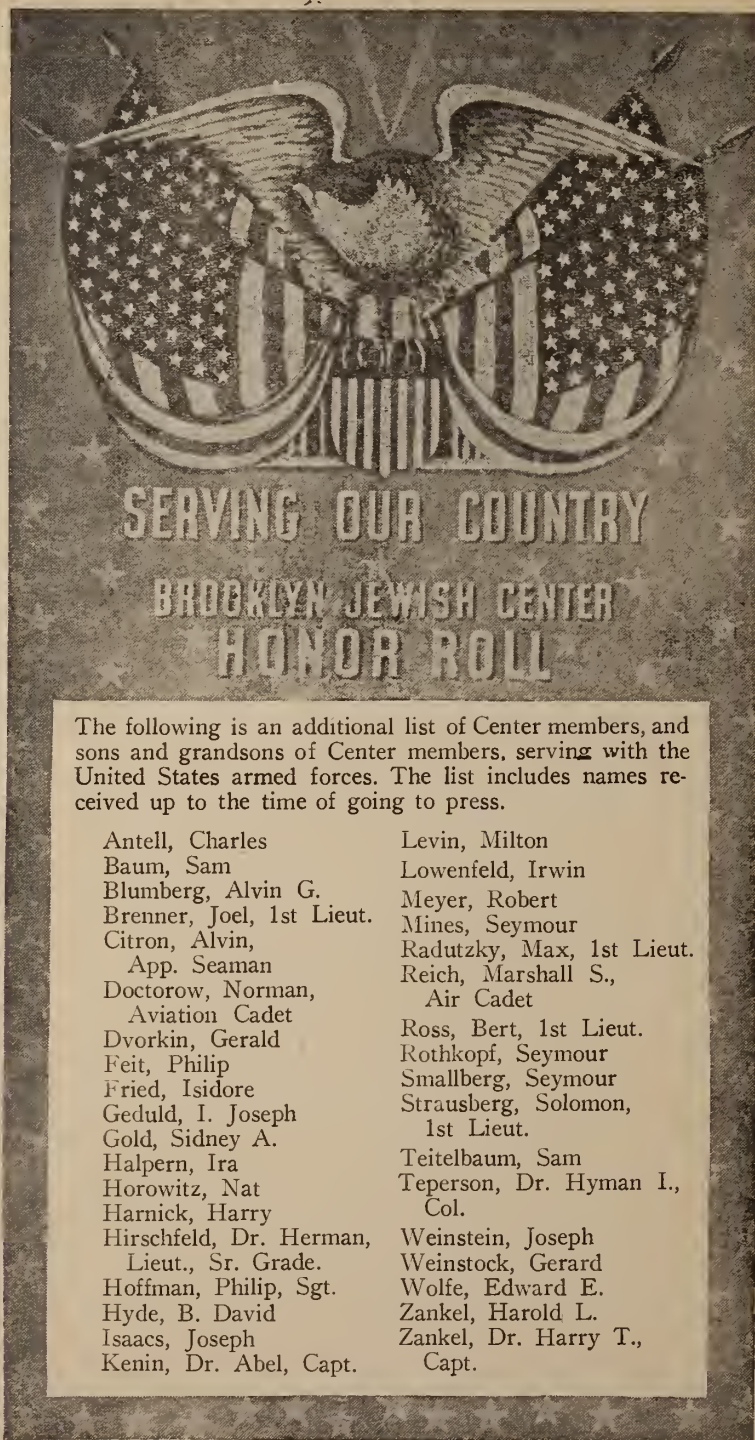 SERVING OUR COUNTRY
BROOKLYN JEWISH CENTER
HONOR ROLL
The following is an additional list of Center members, and
sons and grandsons of Center members, serving with the
United States armed forces. The list includes names re-
ceived up to the time of going to press.
Antell, Charles
Baum, Sam
Blumberg, Alvin G.
Brenner, Joel, 1st Lieut.
Citron, Alvin,
App. Seaman
Doctorow, Norman,
Aviation Cadet
Dvorkin, Gerald
Feit, Philip
Fried, Isidore
Geduld, I. Joseph
Gold, Sidney A.
Halpern, Ira
Horowitz, Nat
Harnick, Harry
Hirschfeld, Dr. Herman,
Lieut., Sr. Grade.
Hoffman, Philip, Sgt.
Hyde, B. David
Isaacs, Joseph
Kenin, Dr. Abel, Capt.
Levin, Milton
Lowenfeld, Irwin
Meyer, Robert
Mines, Seymour
Radutzky, Max, 1st Lieut.
Reich, Marshall S.,
Air Cadet
Ross, Bert, 1st Lieut.
Rothkopf, Seymour
Smallberg, Seymour
Strausberg, Solomon,
1st Lieut.
Teitelbaum, Sam
Teperson, Dr. Hyman I.,
Col.
Weinstein, Joseph
Weinstock, Gerard
Wolfe, Edward E.
Zankel, Harold L.
Zankel, Dr. Harry T.,
Capt.